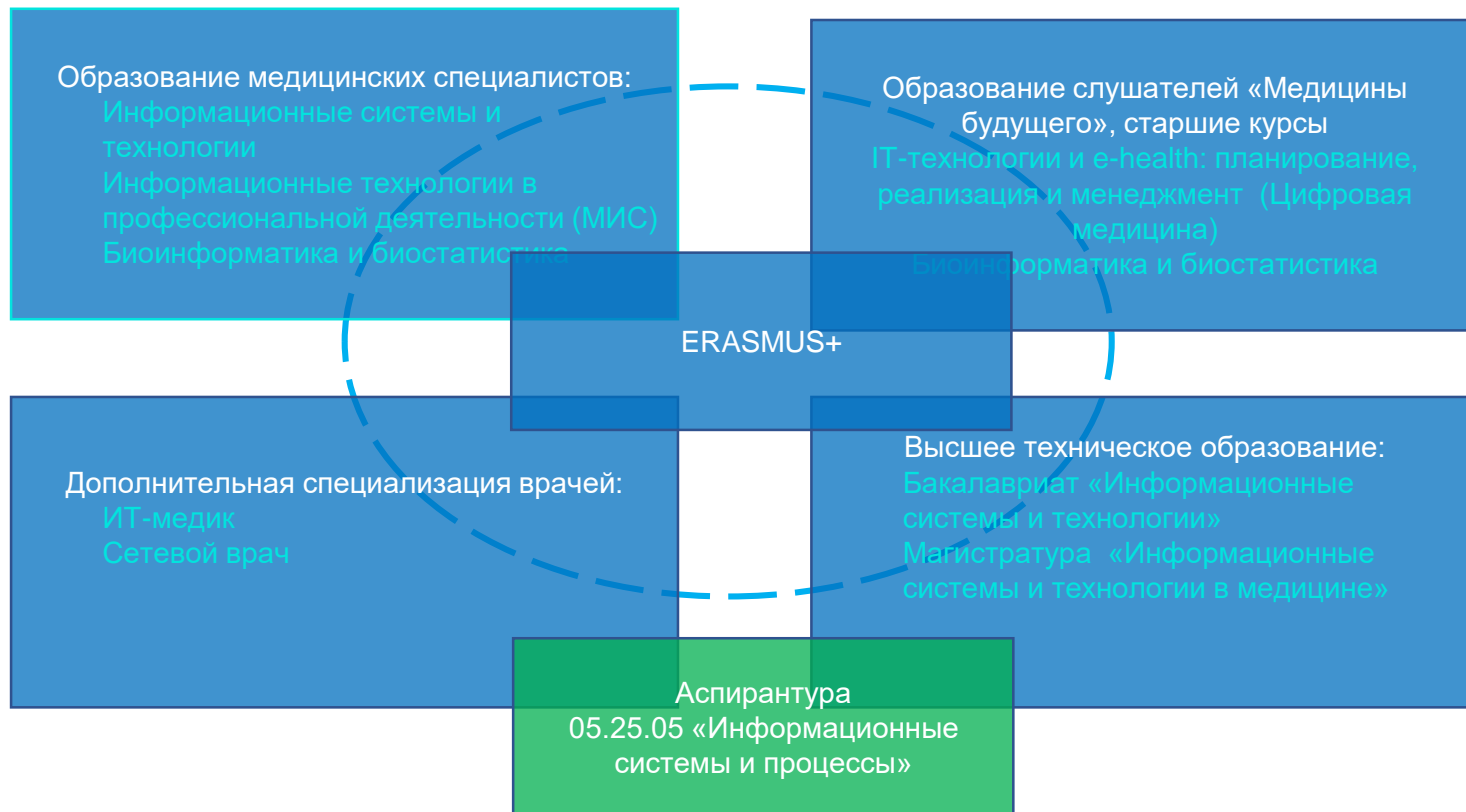 Образование медицинских специалистов:
Информационные системы и
технологии
Информационные технологии в
профессиональной деятельности (МИС)
Биоинформатика и биостатистика
Образование слушателей «Медицины
будущего», старшие курсы
IT-технологии и e-health: планирование,
реализация и менеджмент (Цифровая
медицина)
Биоинформатика и биостатистика
ERASMUS+
Дополнительная специализация врачей:
ИТ-медик
Сетевой врач
Высшее техническое образование:
Бакалавриат «Информационные
системы и технологии»
Магистратура «Информационные
системы и технологии в медицине»
Аспирантура
05.25.05 «Информационные
системы и процессы»